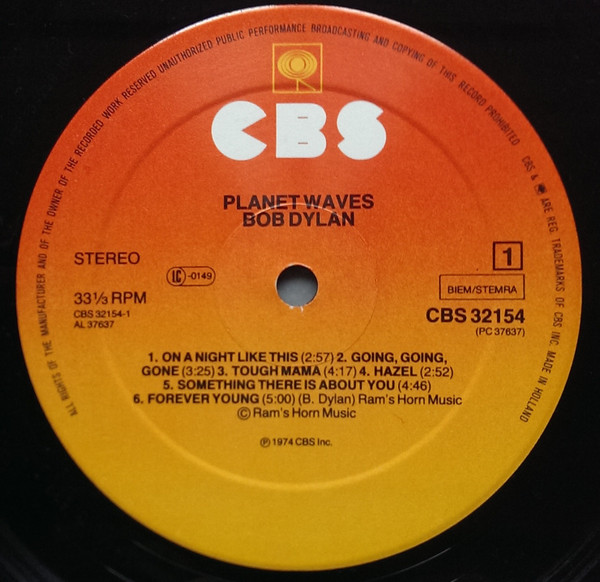 ALL RIGHTS OF THE MANUFACTURER AND OF THE OWNER OF THE RECORDED WORK RESERVED UNAUTHORIZED PUBLIC PERFORMANCE BROADCASTING AND COPYING OF THIS RECORD PROHIBITED
CBS & ARE REG. TRADEMARKS OF CBS INC. MADE IN HOLLAND
CBS
PLANET WAVES
BOB DYLAN
STEREO
LC-0149
1
33⅓ RPM
BIEM/STEMRA
CBS 32154-1
CBS 32154
AL 37637
(PC 37637)
1. ON A NIGHT LIKE THIS (2:57) 2. GOING, GOING,
GONE (3:25) 3. TOUGH MAMA (4:17) 4. HAZEL (2:52)
5. SOMETHING THERE IS ABOUT YOU (4:46)
6. FOREVER YOUNG (5:00) (B. Dylan) Ram's Horn Music
© Ram's Horn Music
℗ 1974 CBS Inc.